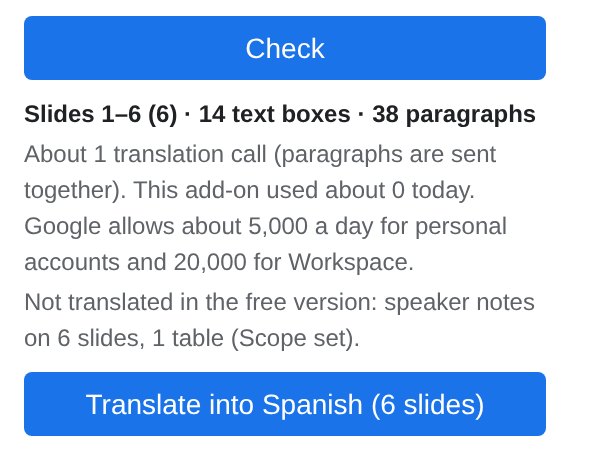 Check
Slides 1–6 (6) · 14 text boxes · 38 paragraphs
About 1 translation call (paragraphs are sent
together). This add-on used about 0 today.
Google allows about 5,000 a day for personal
accounts and 20,000 for Workspace.
Not translated in the free version: speaker notes
on 6 slides, 1 table (Scope set).
Translate into Spanish (6 slides)